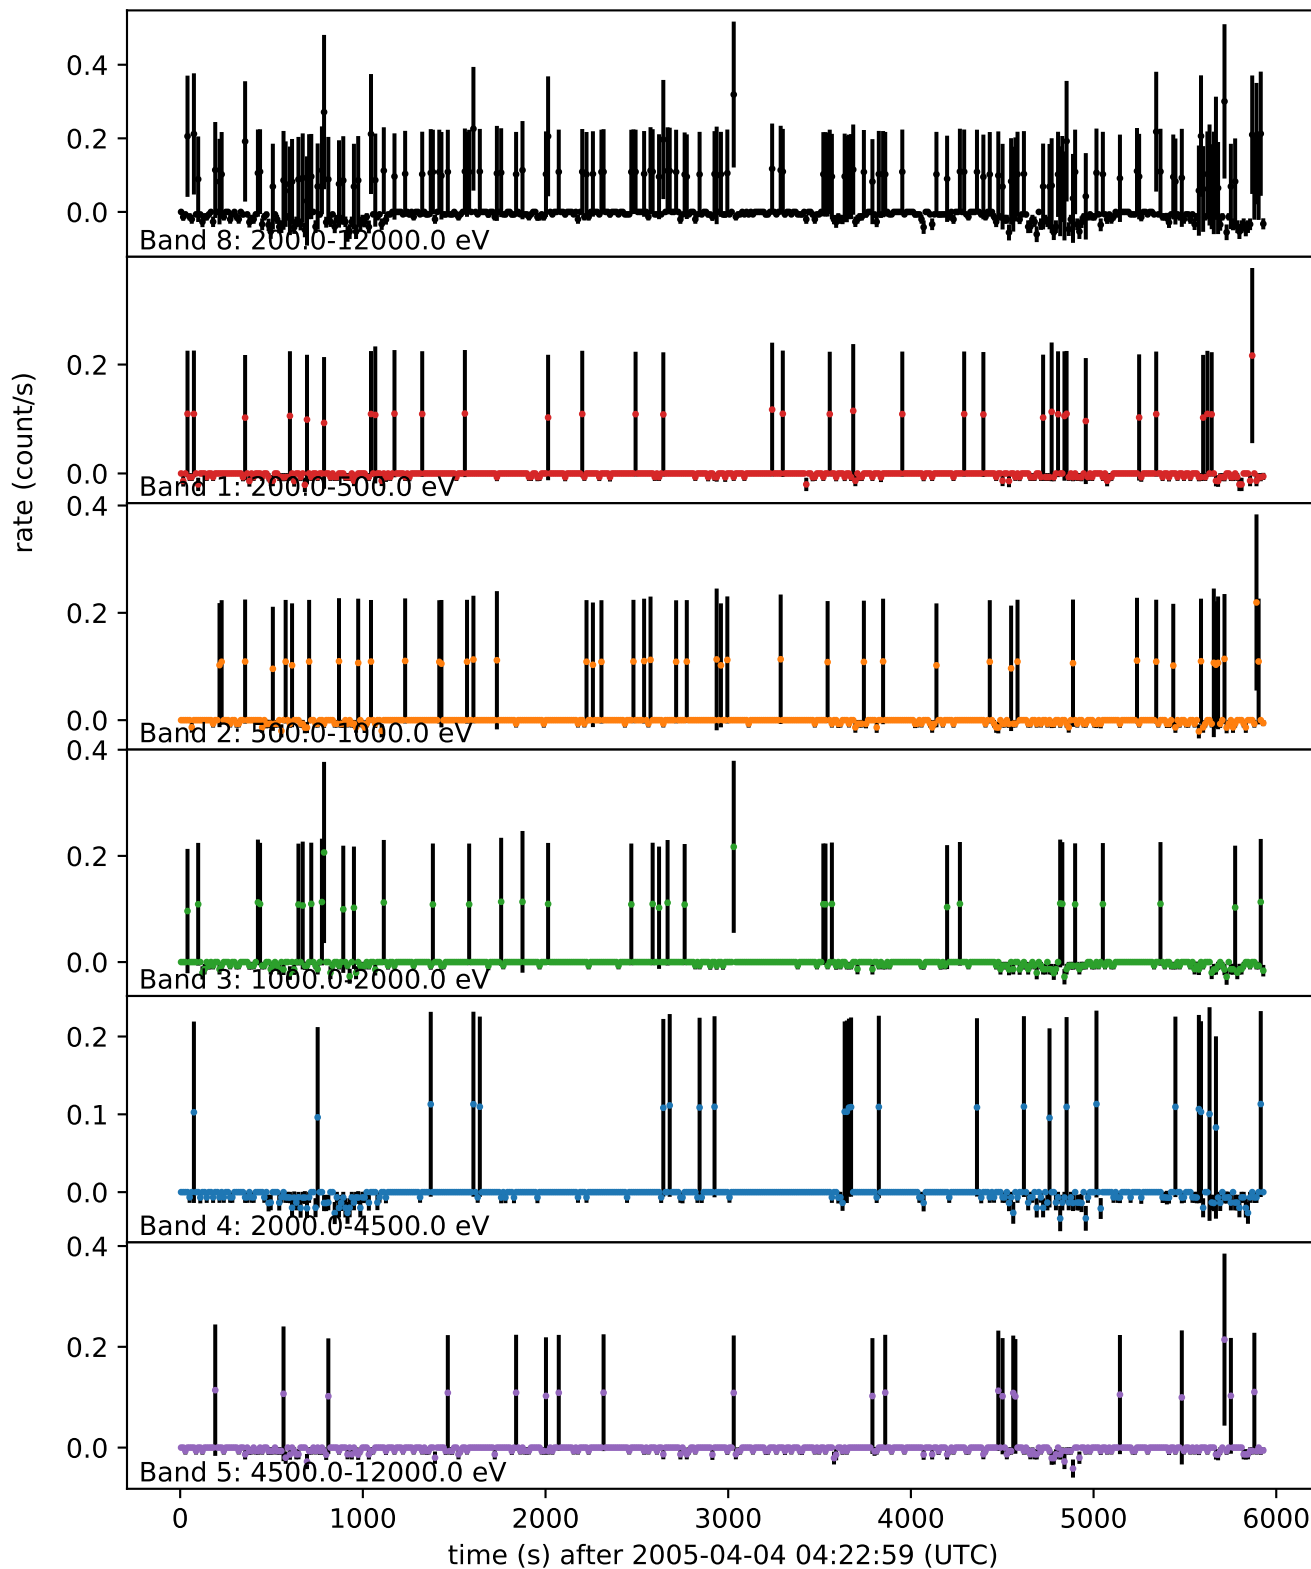 0.4
0.2
0.0
Band 8: 200.0-12000.0 eV
0.2
0.0
Band 1: 200.0-500.0 eV
rate (count/s)
0.4
0.2
0.0
Band 2: 500.0-1000.0 eV
0.4
0.2
0.0
Band 3: 1000.0-2000.0 eV
0.2
0.1
0.0
Band 4: 2000.0-4500.0 eV
0.4
0.2
0.0
Band 5: 4500.0-12000.0 eV
0 1000 2000 3000 4000 5000 6000
time (s) after 2005-04-04 04:22:59 (UTC)